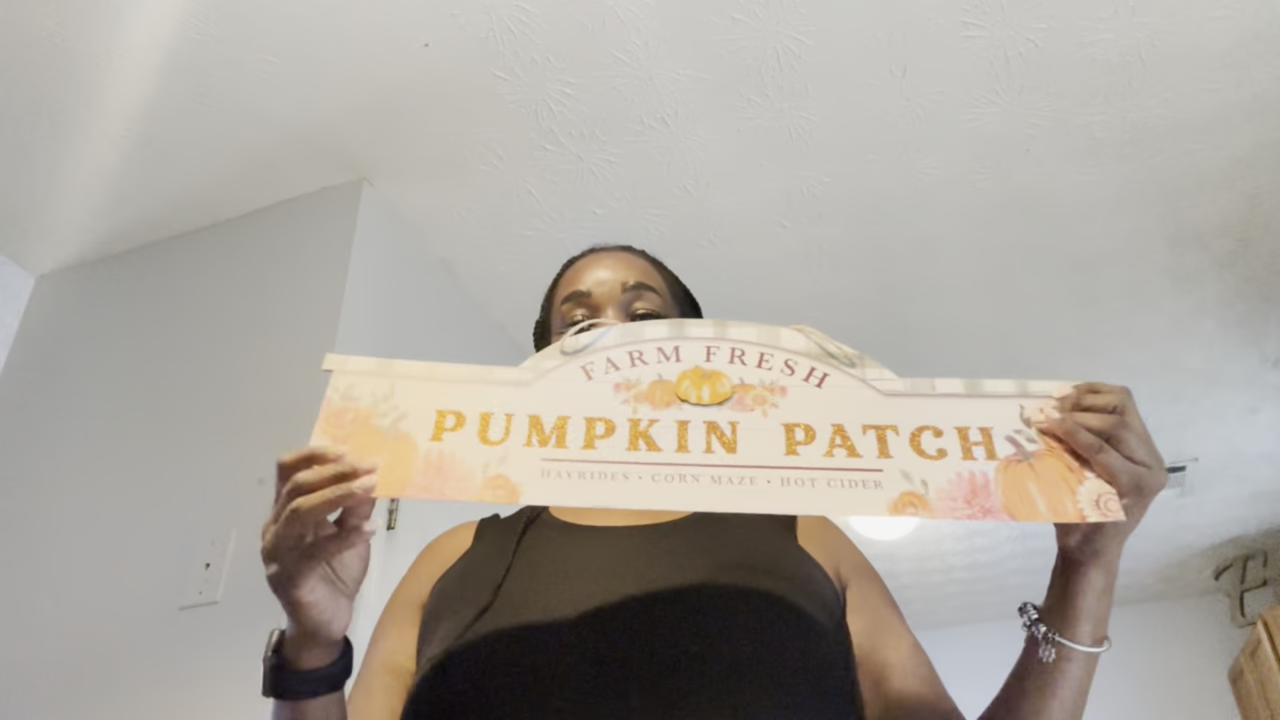 FARM FRESH
PUMPKIN PATCH
HAYRIDES • CORN MAZE • HOT CIDER